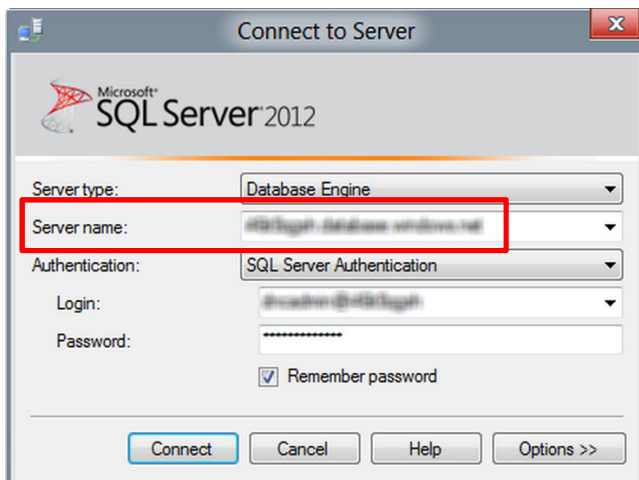 Connect to Server
Microsoft®
SQL Server® 2012
Server type: Database Engine
Server name:
Authentication: SQL Server Authentication
Login:
Password: *************
Remember password
Connect Cancel Help Options >>